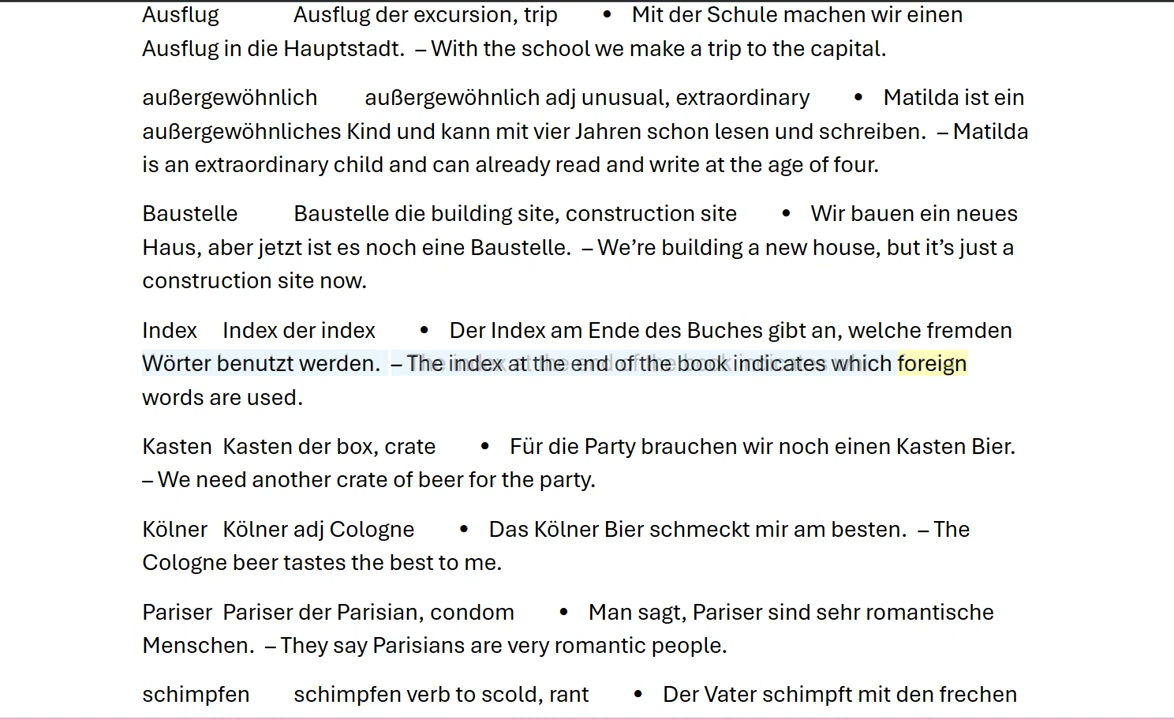 Ausflug Ausflug der excursion, trip • Mit der Schule machen wir einen
Ausflug in die Hauptstadt. – With the school we make a trip to the capital.
außergewöhnlich außergewöhnlich adj unusual, extraordinary • Matilda ist ein
außergewöhnliches Kind und kann mit vier Jahren schon lesen und schreiben. – Matilda
is an extraordinary child and can already read and write at the age of four.
Baustelle Baustelle die building site, construction site • Wir bauen ein neues
Haus, aber jetzt ist es noch eine Baustelle. – We’re building a new house, but it’s just a
construction site now.
Index Index der index • Der Index am Ende des Buches gibt an, welche fremden
Wörter benutzt werden. – The index at the end of the book indicates which foreign
words are used.
Kasten Kasten der box, crate • Für die Party brauchen wir noch einen Kasten Bier.
– We need another crate of beer for the party.
Kölner Kölner adj Cologne • Das Kölner Bier schmeckt mir am besten. – The
Cologne beer tastes the best to me.
Pariser Pariser der Parisian, condom • Man sagt, Pariser sind sehr romantische
Menschen. – They say Parisians are very romantic people.
schimpfen schimpfen verb to scold, rant • Der Vater schimpft mit den frechen